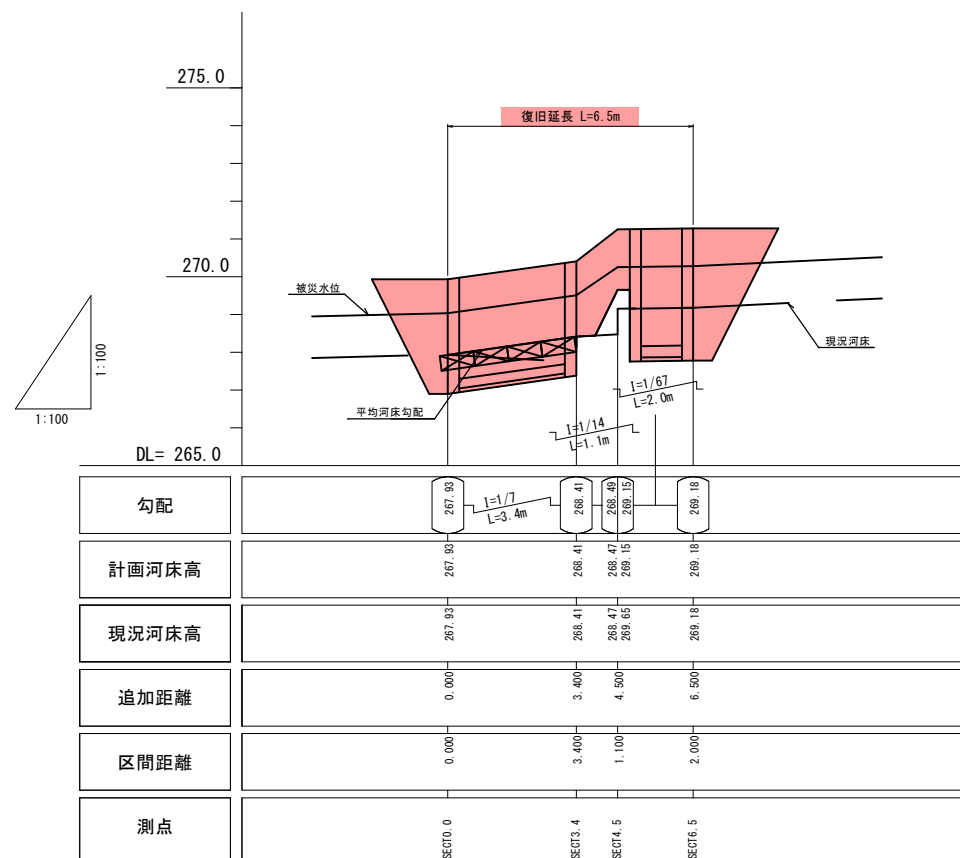 275.0
復旧延長 L=6.5m
270.0
被災水位
現況河床
1:100
1:100
平均河床勾配
I=1/67
L=2.0m
I=1/14
L=1.1m
DL= 265.0
勾配
267.93
I=1/7
L=3.4m
268.41
268.49
269.15
269.18
計画河床高
267.93
268.41
268.47
269.15
269.18
現況河床高
267.93
268.41
268.47
269.65
269.18
追加距離
0.000
3.400
4.500
6.500
区間距離
0.000
3.400
1.100
2.000
測点
SECT0.0
SECT3.4
SECT4.5
SECT6.5